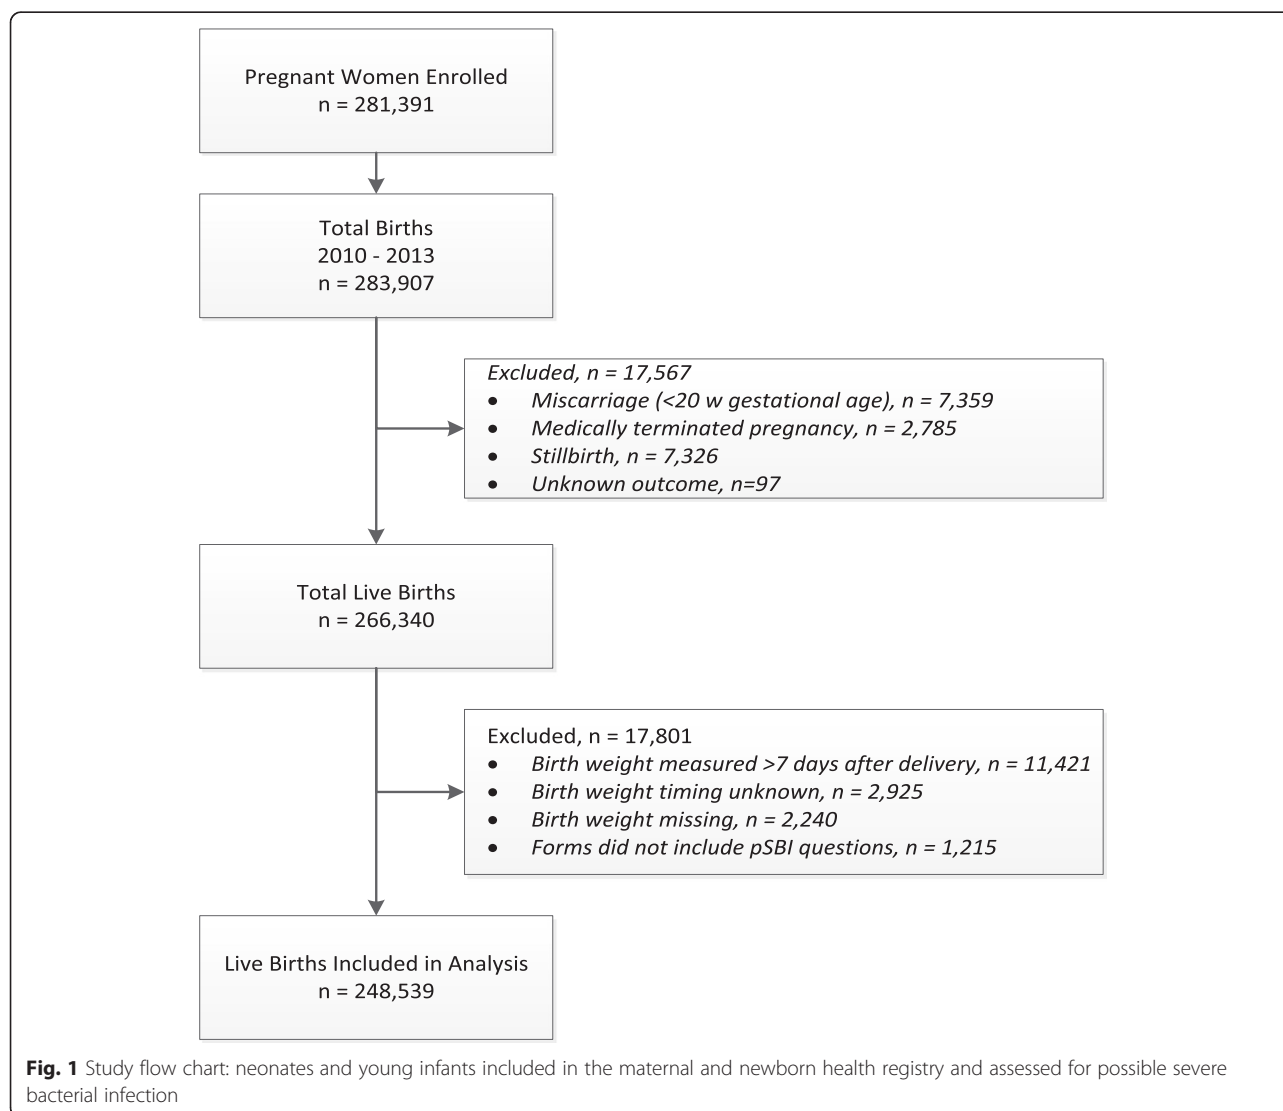 Pregnant Women Enrolled
n = 281,391
Total Births
2010 - 2013
n = 283,907
Excluded, n = 17,567
• Miscarriage (<20 w gestational age), n = 7,359
• Medically terminated pregnancy, n = 2,785
• Stillbirth, n = 7,326
• Unknown outcome, n=97
Total Live Births
n = 266,340
Excluded, n = 17,801
• Birth weight measured >7 days after delivery, n = 11,421
• Birth weight timing unknown, n = 2,925
• Birth weight missing, n = 2,240
• Forms did not include pSBI questions, n = 1,215
Live Births Included in Analysis
n = 248,539
Fig. 1 Study flow chart: neonates and young infants included in the maternal and newborn health registry and assessed for possible severe
bacterial infection